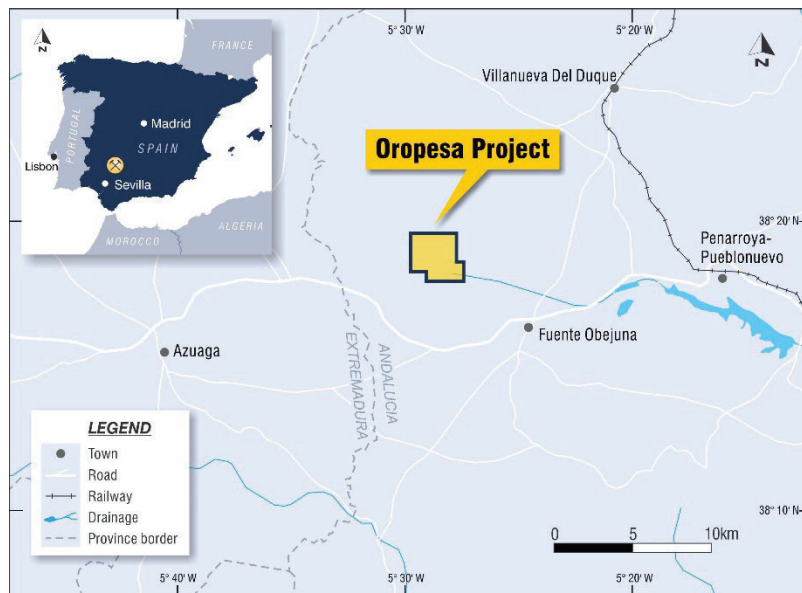 5° 30' W
5° 20' W
N
FRANCE
Madrid
SPAIN
PORTUGAL
Lisbon
Sevilla
ALGERIA
MOROCCO
N
Villanueva Del Duque
Oropesa Project
38° 20' N
Penarroya-
Pueblonuevo
Fuente Obejuna
Azuaga
ANDALUCIA
EXTREMADURA
LEGEND
Town
Road
Railway
Drainage
Province border
38° 10' N
0 5 10km
5° 40' W
5° 30' W
5° 20' W